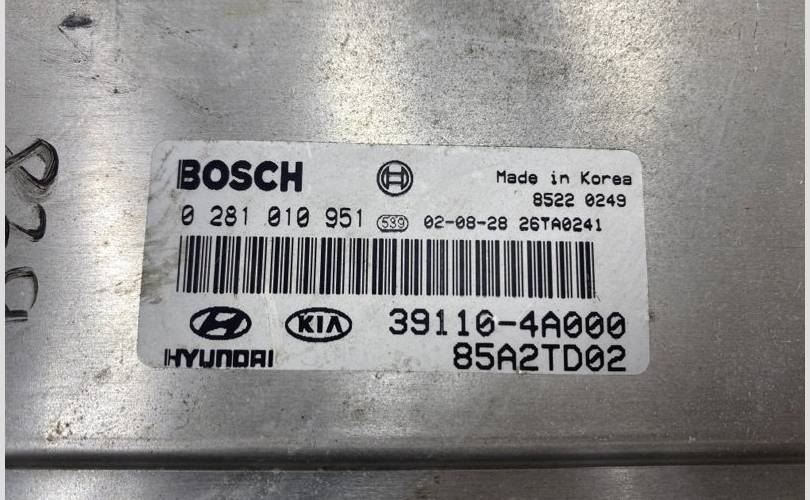 BOSCH
Made in Korea
8522 0249
0 281 010 951 539 02-08-28 26TA0241
HYUNDAI KIA 39110-4A000
85A2TD02